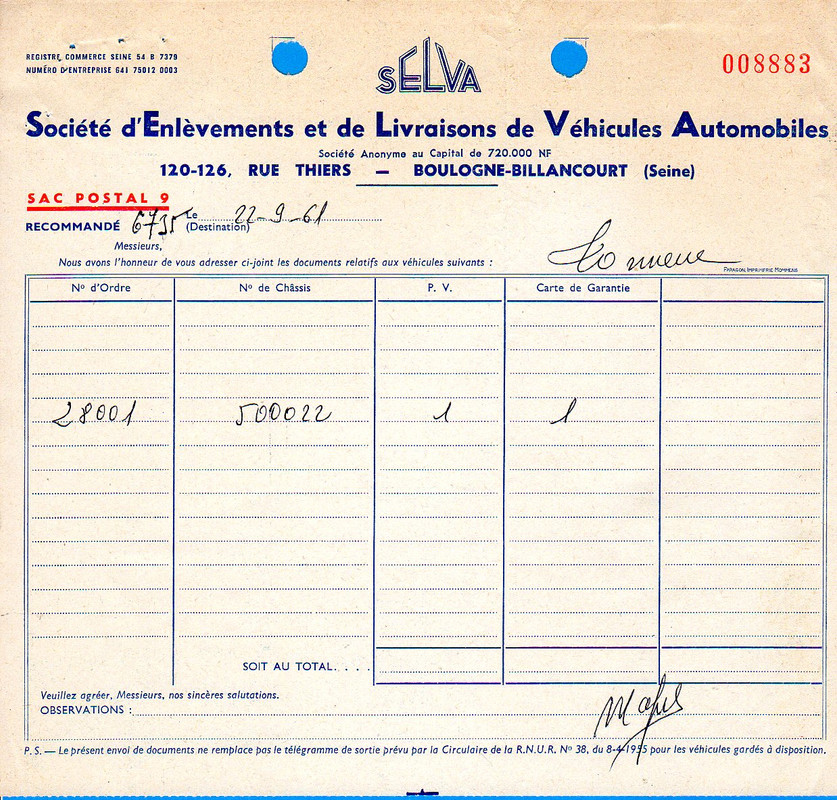 REGISTRE COMMERCE SEINE 54 B 7379
NUMÉRO D'ENTREPRISE 641 75012 0003
SELVA
008883
Société d'Enlèvements et de Livraisons de Véhicules Automobiles
Société Anonyme au Capital de 720.000 NF
120-126, RUE THIERS — BOULOGNE-BILLANCOURT (Seine)
SAC POSTAL 9
RECOMMANDÉ 6735 Le 22-9-61
(Destination)
Messieurs,
Nous avons l'honneur de vous adresser ci-joint les documents relatifs aux véhicules suivants :
PARAGON IMPRIMERIE MOMMENS
Nº d'Ordre Nº de Châssis P. V. Carte de Garantie
28001 500022 1 1
SOIT AU TOTAL. . . .
Veuillez agréer, Messieurs, nos sincères salutations.
OBSERVATIONS :
P. S. — Le présent envoi de documents ne remplace pas le télégramme de sortie prévu par la Circulaire de la R.N.U.R. Nº 38, du 8-4-1955 pour les véhicules gardés à disposition.